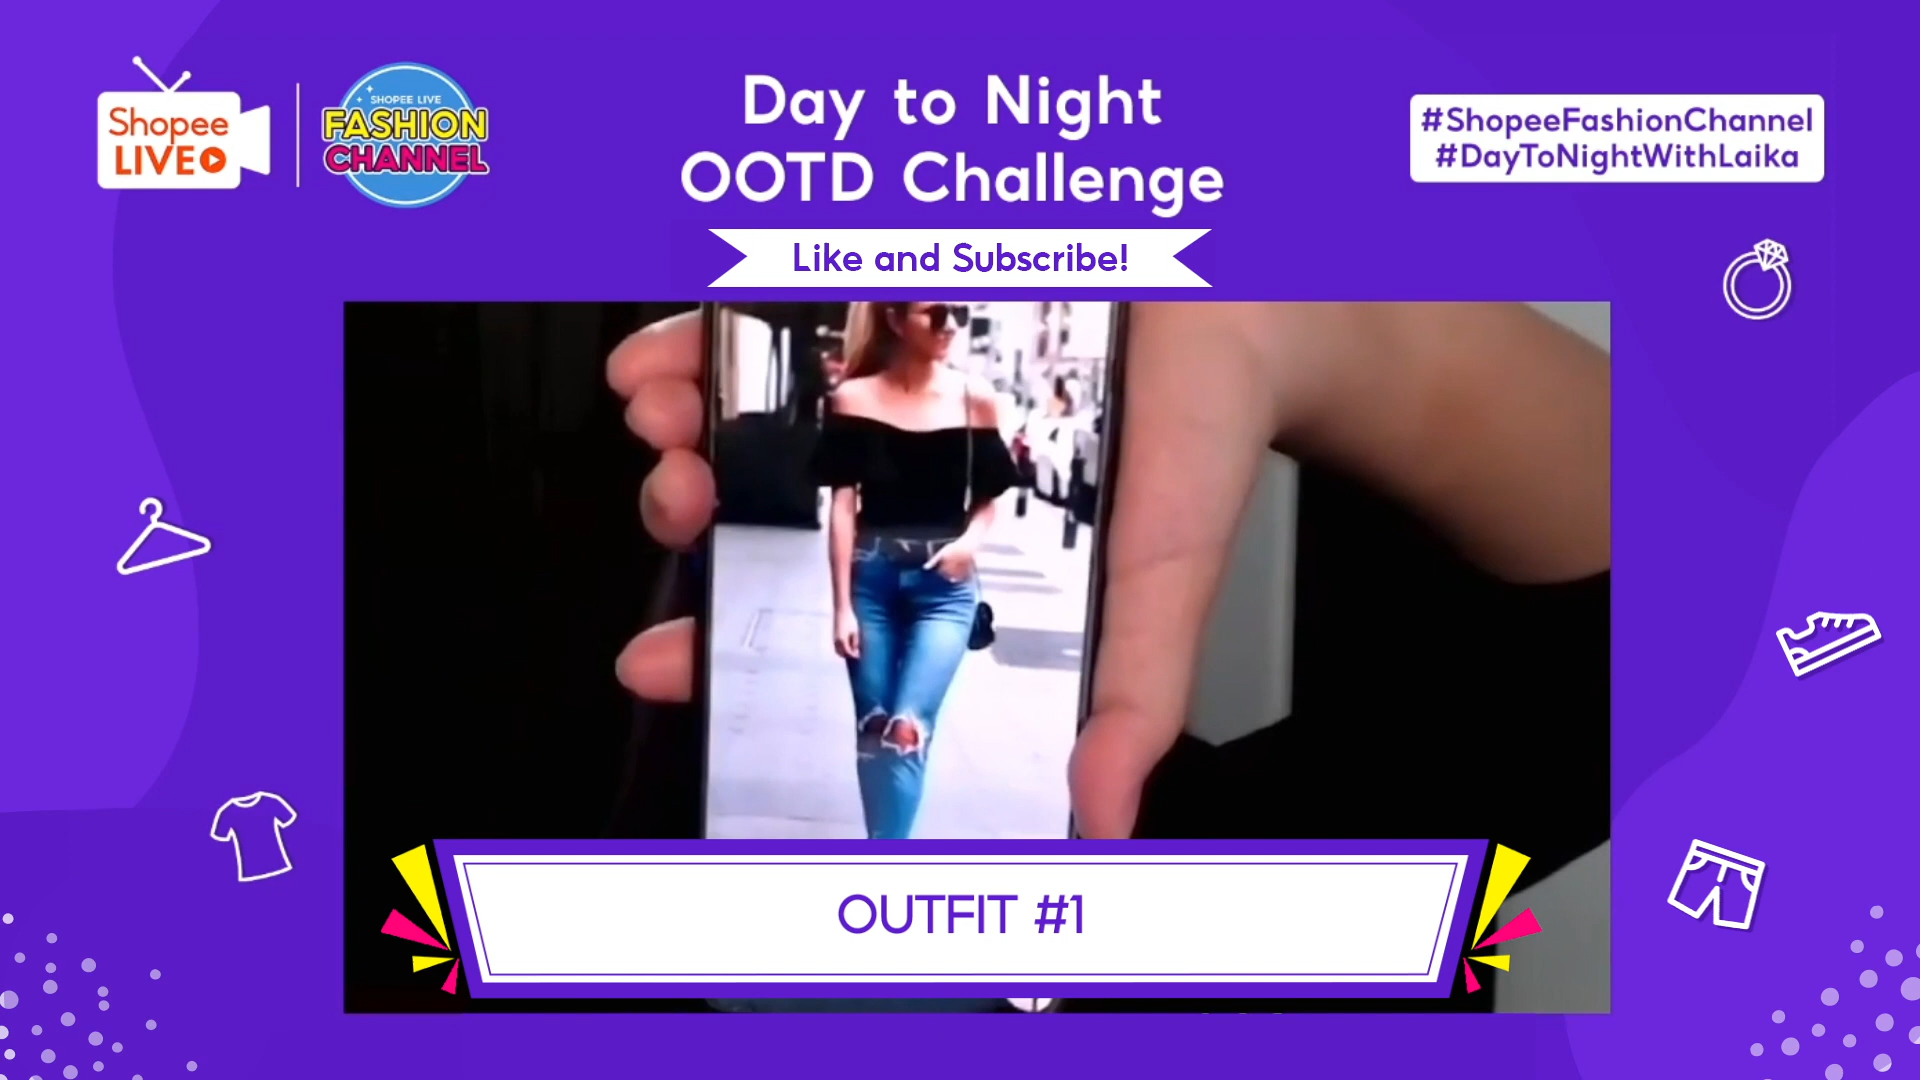 Shopee
LIVE
SHOPEE LIVE
FASHION
CHANNEL
Day to Night
OOTD Challenge
Like and Subscribe!
#ShopeeFashionChannel
#DayToNightWithLaika
OUTFIT #1